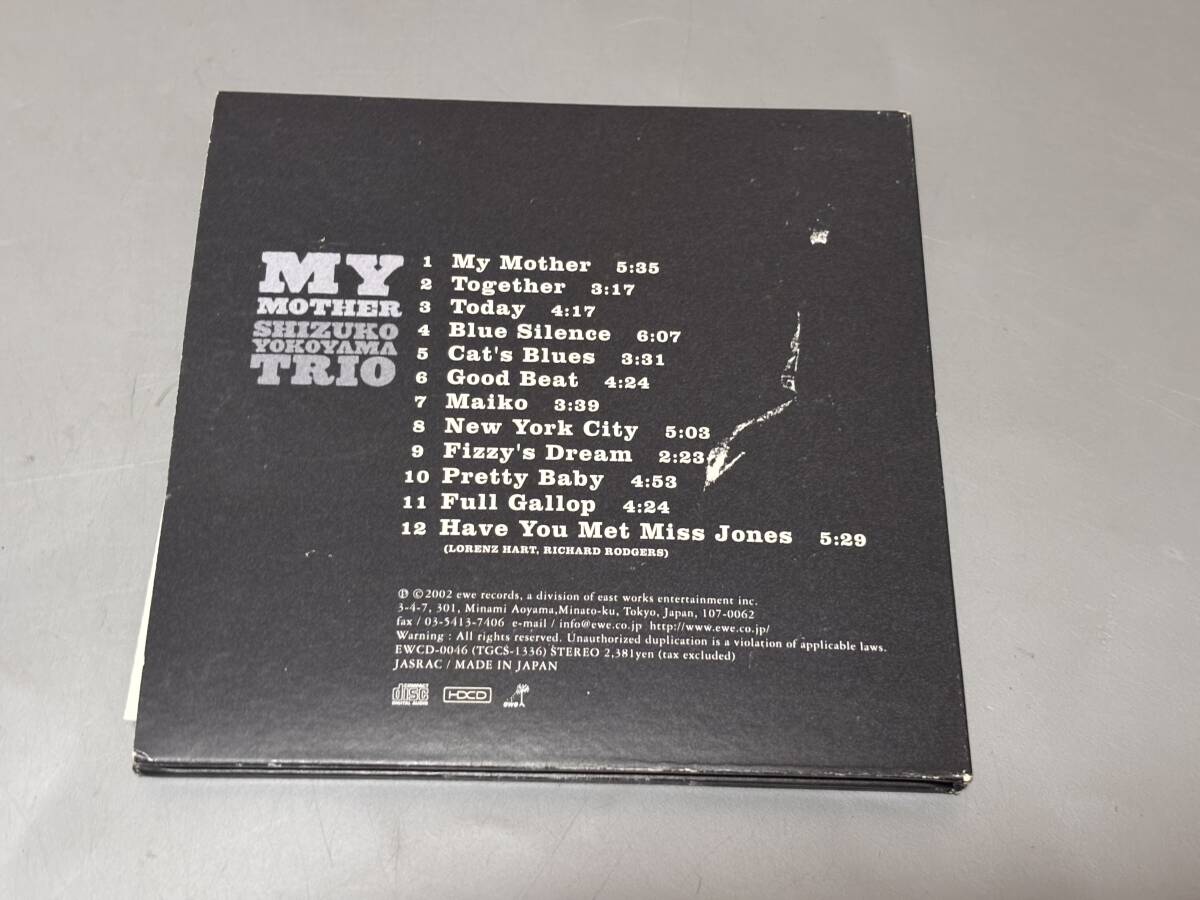 MY
MOTHER
SHIZUKO
YOKOYAMA
TRIO
1 My Mother 5:35
2 Together 3:17
3 Today 4:17
4 Blue Silence 6:07
5 Cat's Blues 3:31
6 Good Beat 4:24
7 Maiko 3:39
8 New York City 5:03
9 Fizzy's Dream 2:23
10 Pretty Baby 4:53
11 Full Gallop 4:24
12 Have You Met Miss Jones 5:29
(LORENZ HART, RICHARD RODGERS)
℗ ©2002 ewe records, a division of east works entertainment inc.
3-4-7, 301, Minami Aoyama,Minato-ku, Tokyo, Japan, 107-0062
fax / 03-5413-7406 e-mail / info@ewe.co.jp http://www.ewe.co.jp/
Warning : All rights reserved. Unauthorized duplication is a violation of applicable laws.
EWCD-0046 (TGCS-1336) STEREO 2,381yen (tax excluded)
JASRAC / MADE IN JAPAN
COMPACT disc DIGITAL AUDIO HDCD ewe